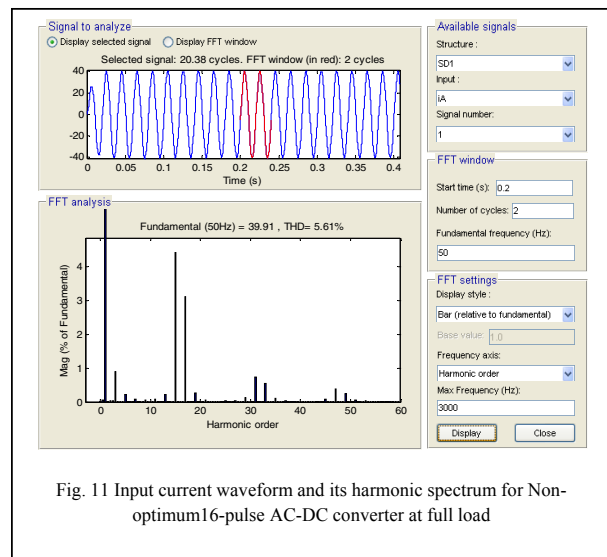 Signal to analyze
Display selected signal Display FFT window
Selected signal: 20.38 cycles. FFT window (in red): 2 cycles
40
20
0
-20
-40
0 0.05 0.1 0.15 0.2 0.25 0.3 0.35 0.4
Time (s)
FFT analysis
Fundamental (50Hz) = 39.91 , THD= 5.61%
Mag (% of Fundamental)
4
3
2
1
0
0 10 20 30 40 50 60
Harmonic order
Available signals
Structure :
SD1
Input :
iA
Signal number:
1
FFT window
Start time (s): 0.2
Number of cycles: 2
Fundamental frequency (Hz):
50
FFT settings
Display style :
Bar (relative to fundamental)
Base value: 1.0
Frequency axis:
Harmonic order
Max Frequency (Hz):
3000
Display Close
Fig. 11 Input current waveform and its harmonic spectrum for Non-
optimum16-pulse AC-DC converter at full load